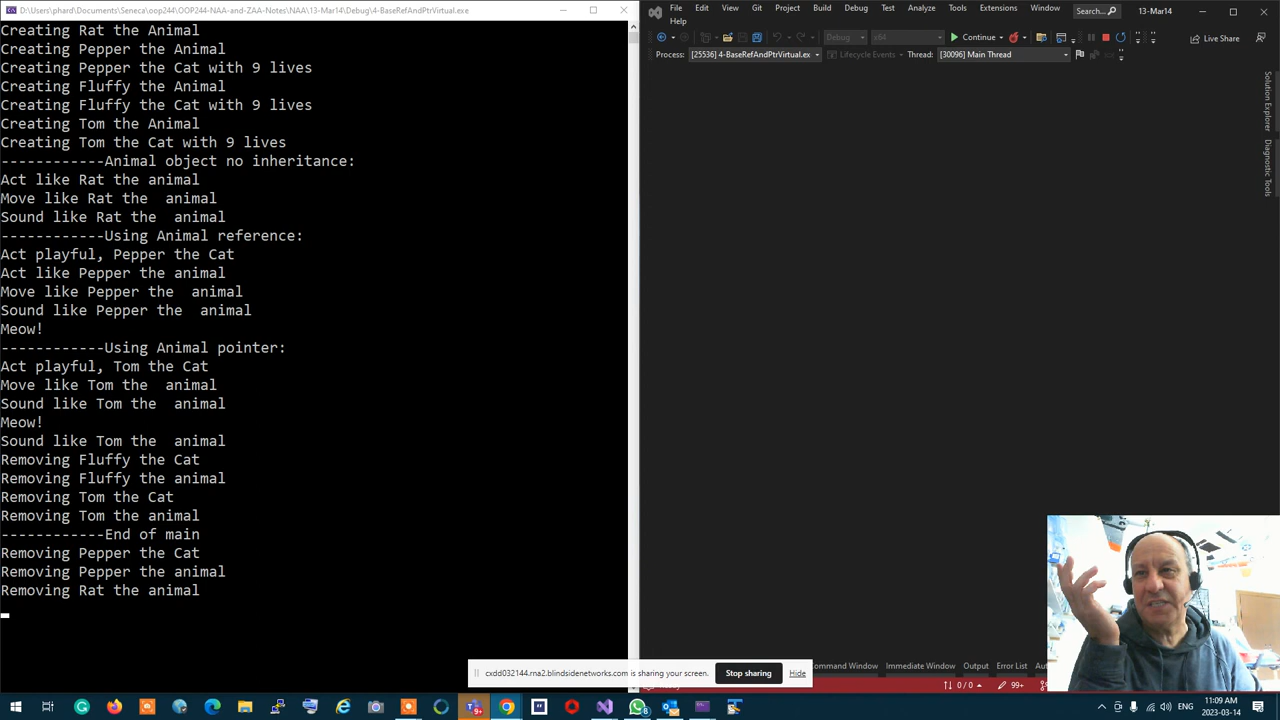 D:\Users\phard\Documents\Seneca\oop244\OOP244-NAA-and-ZAA-Notes\NAA\13-Mar14\Debug\4-BaseRefAndPtrVirtual.exe
Creating Rat the Animal
Creating Pepper the Animal
Creating Pepper the Cat with 9 lives
Creating Fluffy the Animal
Creating Fluffy the Cat with 9 lives
Creating Tom the Animal
Creating Tom the Cat with 9 lives
------------Animal object no inheritance:
Act like Rat the animal
Move like Rat the  animal
Sound like Rat the  animal
------------Using Animal reference:
Act playful, Pepper the Cat
Act like Pepper the animal
Move like Pepper the  animal
Sound like Pepper the  animal
Meow!
------------Using Animal pointer:
Act playful, Tom the Cat
Move like Tom the  animal
Sound like Tom the  animal
Meow!
Sound like Tom the  animal
Removing Fluffy the Cat
Removing Fluffy the animal
Removing Tom the Cat
Removing Tom the animal
------------End of main
Removing Pepper the Cat
Removing Pepper the animal
Removing Rat the animal
File Edit View Git Project Build Debug Test Analyze Tools Extensions Window Search... 13-Mar14
Help
Debug x64 Continue Live Share
Process: [25536] 4-BaseRefAndPtrVirtual.ex Lifecycle Events Thread: [30096] Main Thread
Solution Explorer
Diagnostic Tools
cxdd032144.rna2.blindsidenetworks.com is sharing your screen. Stop sharing Hide
ommand Window Immediate Window Output Error List
0 / 0 99+
9+ 8 ENG 11:09 AM
US 2023-03-14